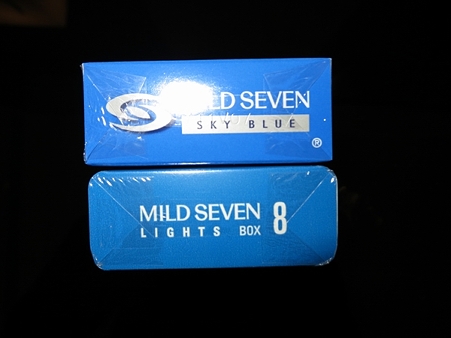 MILD SEVEN
SKY BLUE
®
MILD SEVEN
LIGHTS BOX 8